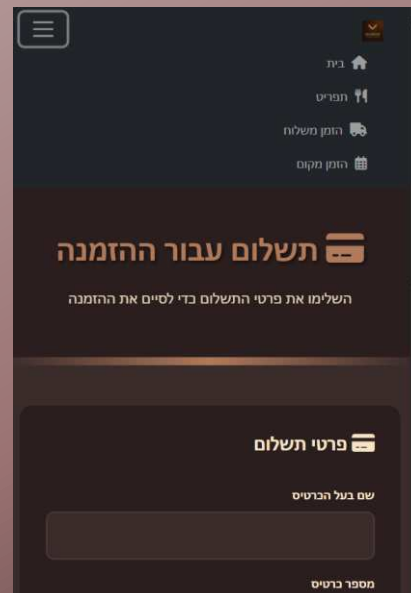 בית
תפריט
הזמן משלוח
הזמן מקום
תשלום עבור ההזמנה
השלימו את פרטי התשלום כדי לסיים את ההזמנה
פרטי תשלום
שם בעל הכרטיס
מספר כרטיס